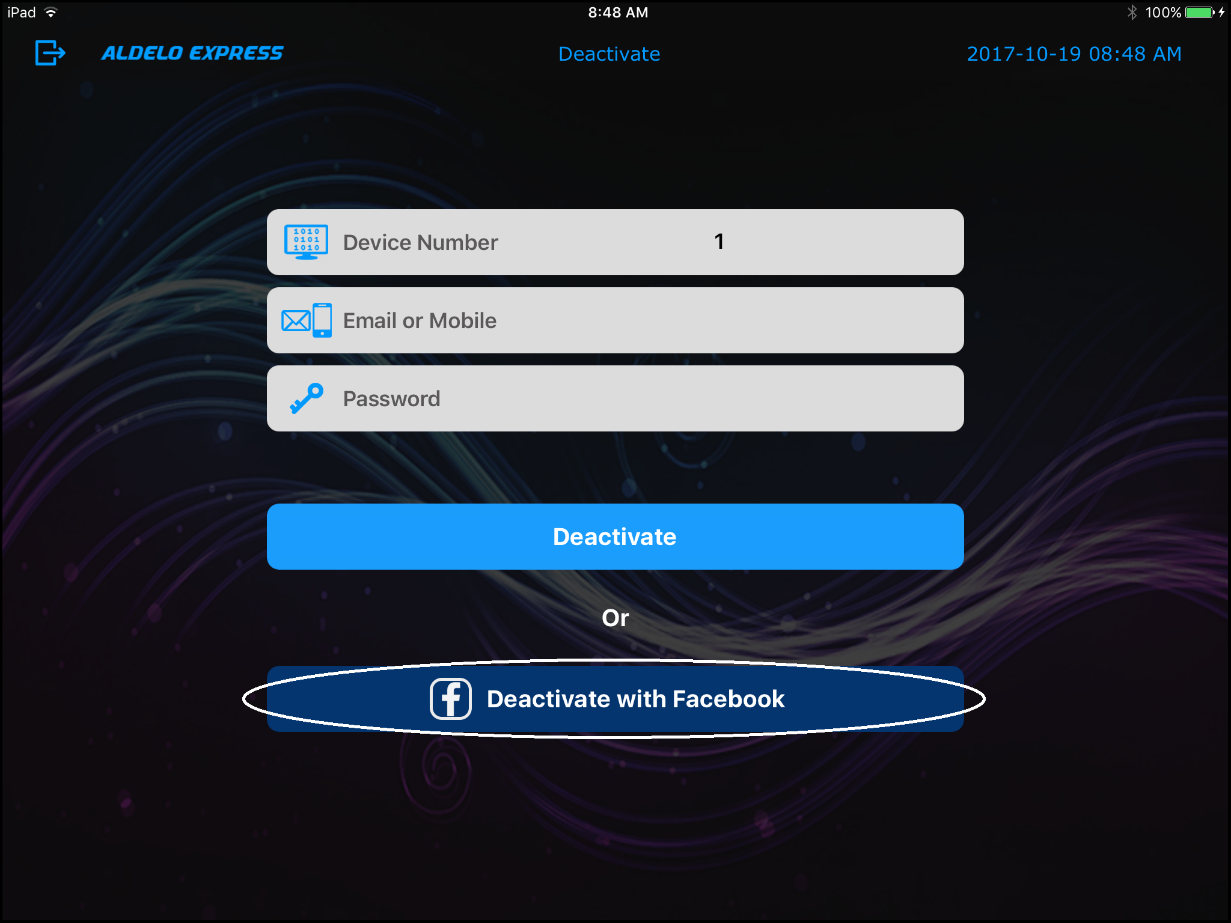 iPad 8:48 AM 100%
ALDELO EXPRESS Deactivate 2017-10-19 08:48 AM
1010
0101
1010
Device Number 1
Email or Mobile
Password
Deactivate
Or
f Deactivate with Facebook